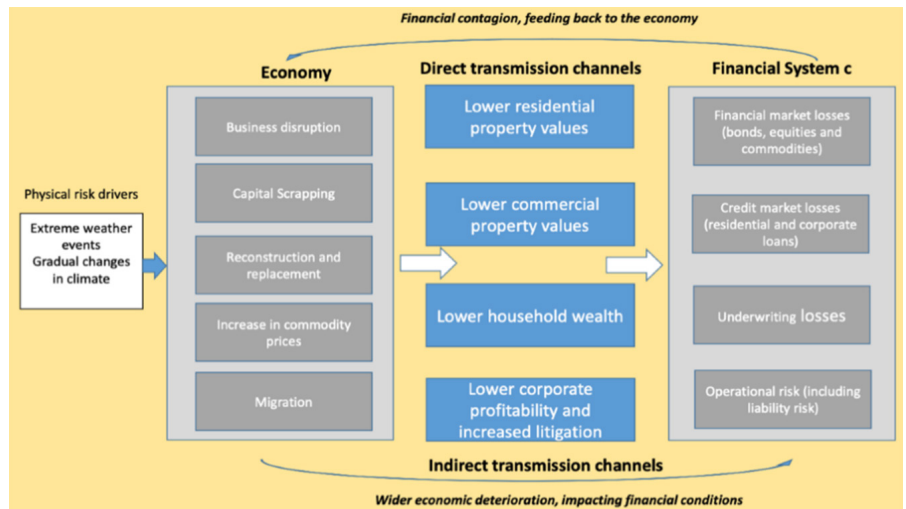 Financial contagion, feeding back to the economy
Economy
Direct transmission channels
Financial System c
Physical risk drivers
Extreme weather
events
Gradual changes
in climate
Business disruption
Capital Scrapping
Reconstruction and
replacement
Increase in commodity
prices
Migration
Lower residential
property values
Lower commercial
property values
Lower household wealth
Lower corporate
profitability and
increased litigation
Financial market losses
(bonds, equities and
commodities)
Credit market losses
(residential and corporate
loans)
Underwriting losses
Operational risk (including
liability risk)
Indirect transmission channels
Wider economic deterioration, impacting financial conditions